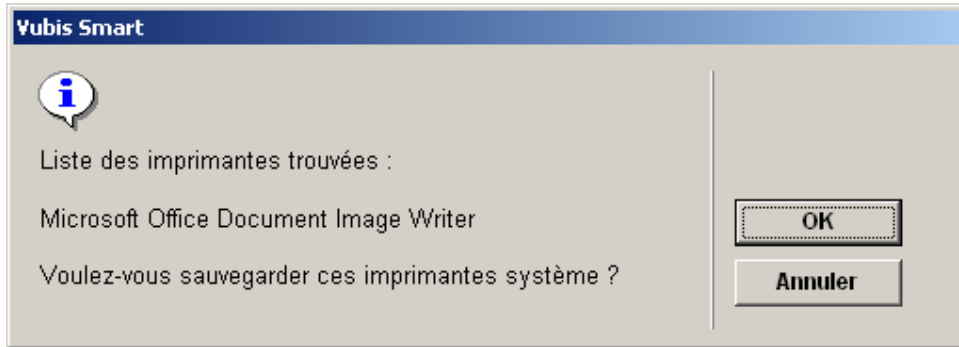 Vubis Smart
Liste des imprimantes trouvées :
Microsoft Office Document Image Writer
Voulez-vous sauvegarder ces imprimantes système ?
OK
Annuler